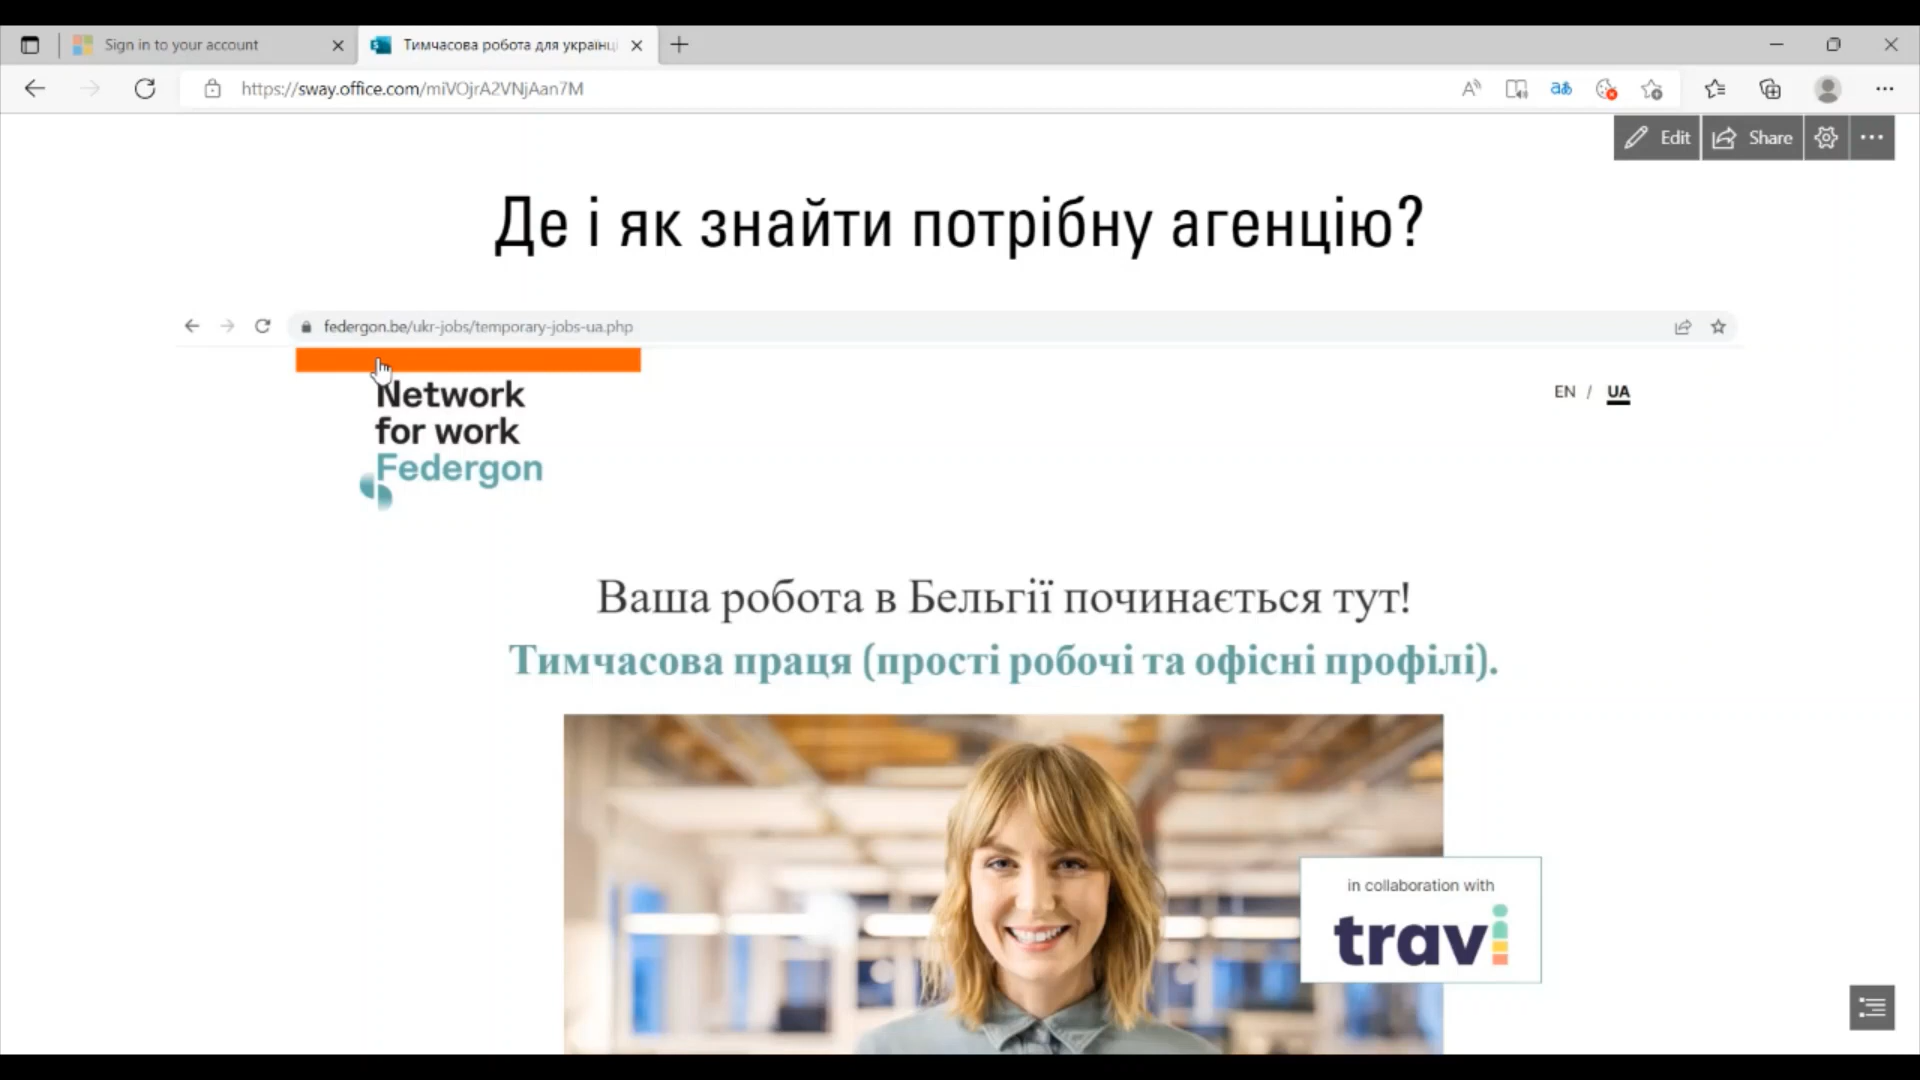 Sign in to your account
Тимчасова робота для українці
https://sway.office.com/miVOjrA2VNjAan7M
Edit
Share
Де і як знайти потрібну агенцію?
federgon.be/ukr-jobs/temporary-jobs-ua.php
Network
for work
Federgon
EN / UA
Ваша робота в Бельгії починається тут!
Тимчасова праця (прості робочі та офісні профілі).
in collaboration with
travi